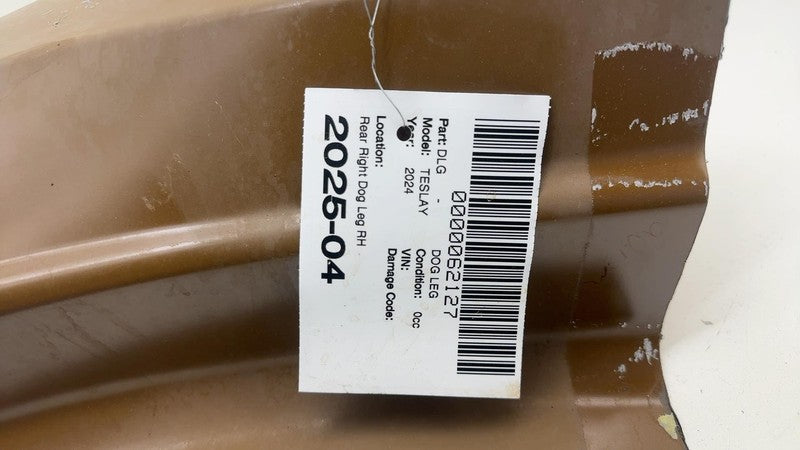 0000062127
Part: DLG - DOG LEG
Model: TESLAY Condition: 0cc
Year: 2024 VIN:
Damage Code:
Location:
Rear Right Dog Leg RH
2025-04